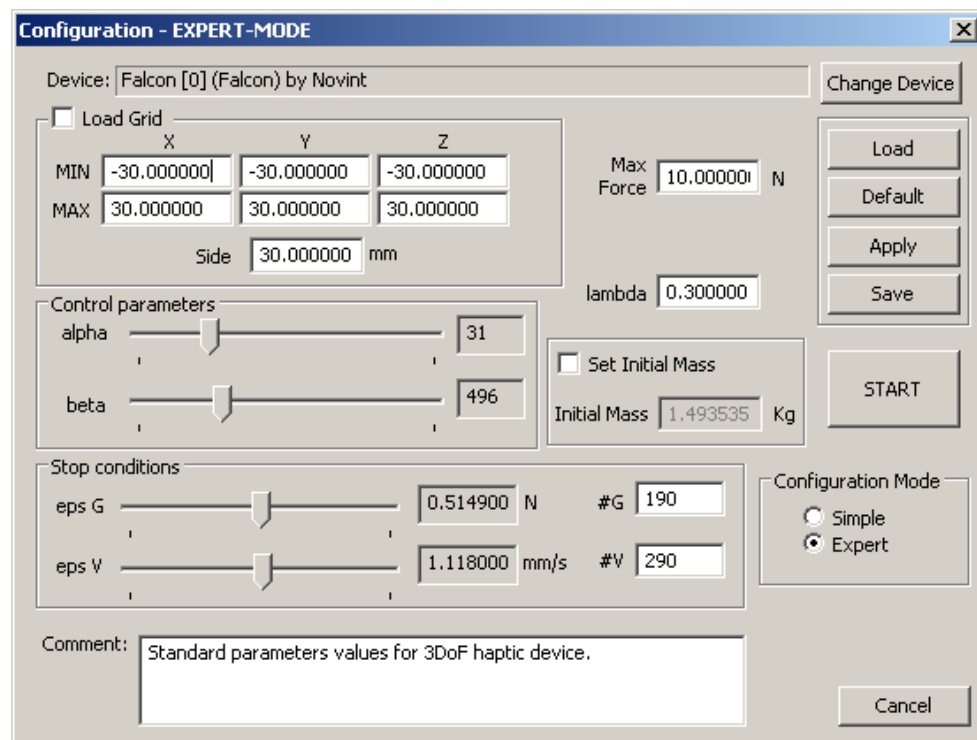 Configuration - EXPERT-MODE
Device: Falcon [0] (Falcon) by Novint
Change Device
Load Grid
X Y Z
MIN -30.000000 -30.000000 -30.000000
MAX 30.000000 30.000000 30.000000
Side 30.000000 mm
Max
Force 10.00000 N
lambda 0.300000
Load
Default
Apply
Save
Control parameters
alpha 31
beta 496
Set Initial Mass
Initial Mass 1.493535 Kg
START
Stop conditions
eps G 0.514900 N #G 190
eps V 1.118000 mm/s #V 290
Configuration Mode
Simple
Expert
Comment: Standard parameters values for 3DoF haptic device.
Cancel